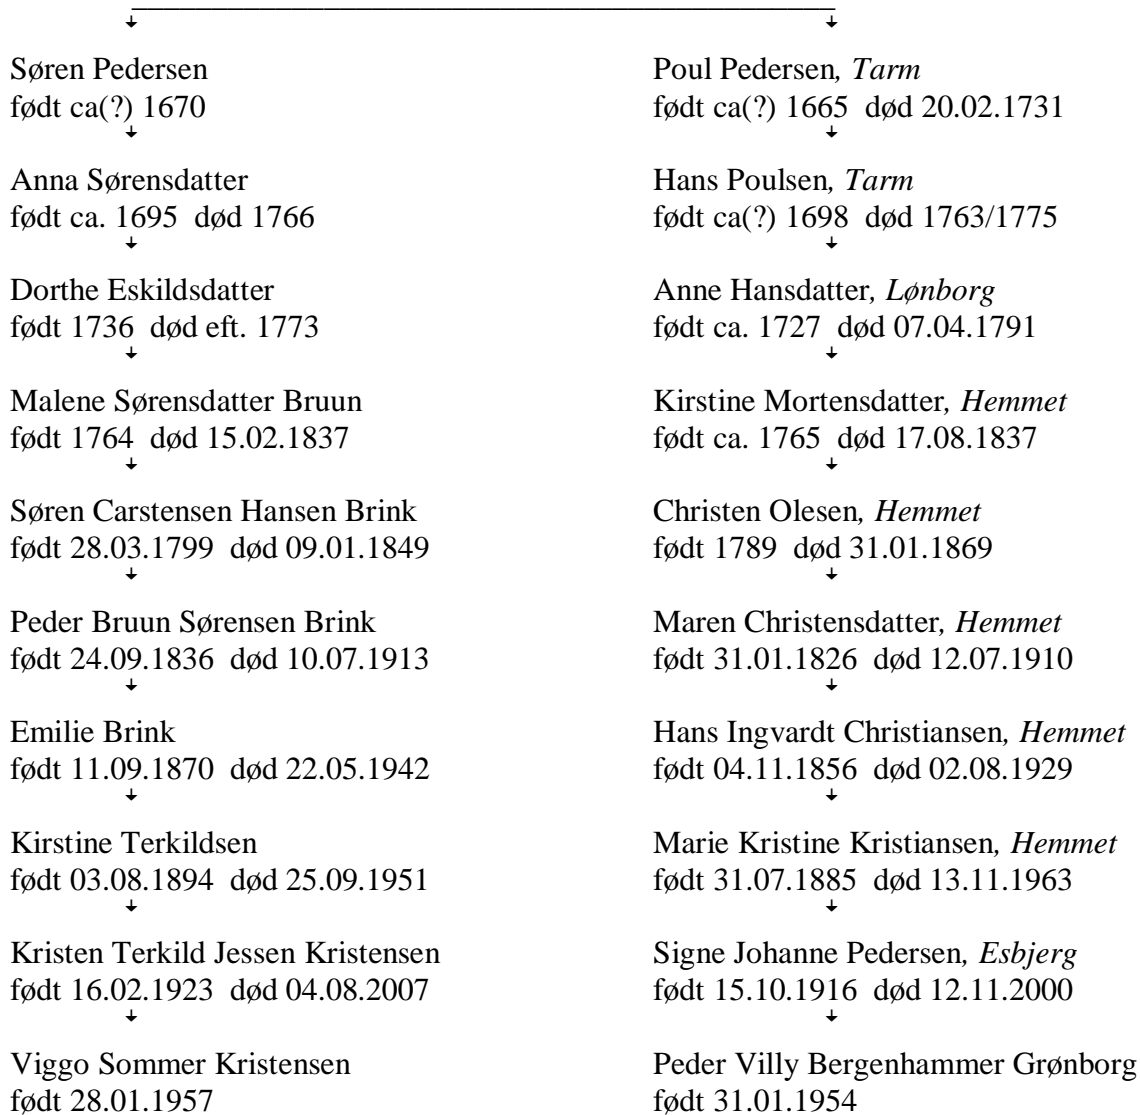 Søren Pedersen
født ca(?) 1670
Poul Pedersen, Tarm
født ca(?) 1665 død 20.02.1731
Anna Sørensdatter
født ca. 1695 død 1766
Hans Poulsen, Tarm
født ca(?) 1698 død 1763/1775
Dorthe Eskildsdatter
født 1736 død eft. 1773
Anne Hansdatter, Lønborg
født ca. 1727 død 07.04.1791
Malene Sørensdatter Bruun
født 1764 død 15.02.1837
Kirstine Mortensdatter, Hemmet
født ca. 1765 død 17.08.1837
Søren Carstensen Hansen Brink
født 28.03.1799 død 09.01.1849
Christen Olesen, Hemmet
født 1789 død 31.01.1869
Peder Bruun Sørensen Brink
født 24.09.1836 død 10.07.1913
Maren Christensdatter, Hemmet
født 31.01.1826 død 12.07.1910
Emilie Brink
født 11.09.1870 død 22.05.1942
Hans Ingvardt Christiansen, Hemmet
født 04.11.1856 død 02.08.1929
Kirstine Terkildsen
født 03.08.1894 død 25.09.1951
Marie Kristine Kristiansen, Hemmet
født 31.07.1885 død 13.11.1963
Kristen Terkild Jessen Kristensen
født 16.02.1923 død 04.08.2007
Signe Johanne Pedersen, Esbjerg
født 15.10.1916 død 12.11.2000
Viggo Sommer Kristensen
født 28.01.1957
Peder Villy Bergenhammer Grønborg
født 31.01.1954